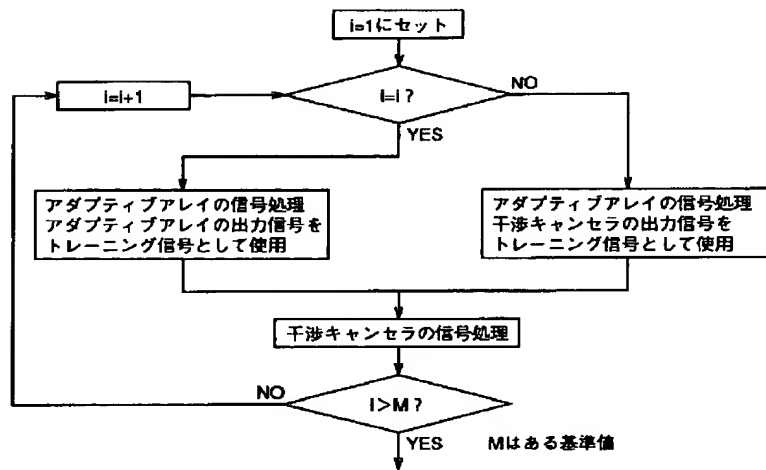 i=1にセット
i=i+1
i=i ?
NO
YES
アダプティブアレイの信号処理
アダプティブアレイの出力信号を
トレーニング信号として使用
アダプティブアレイの信号処理
干渉キャンセラの出力信号を
トレーニング信号として使用
干渉キャンセラの信号処理
NO
i>M ?
YES
Mはある基準値